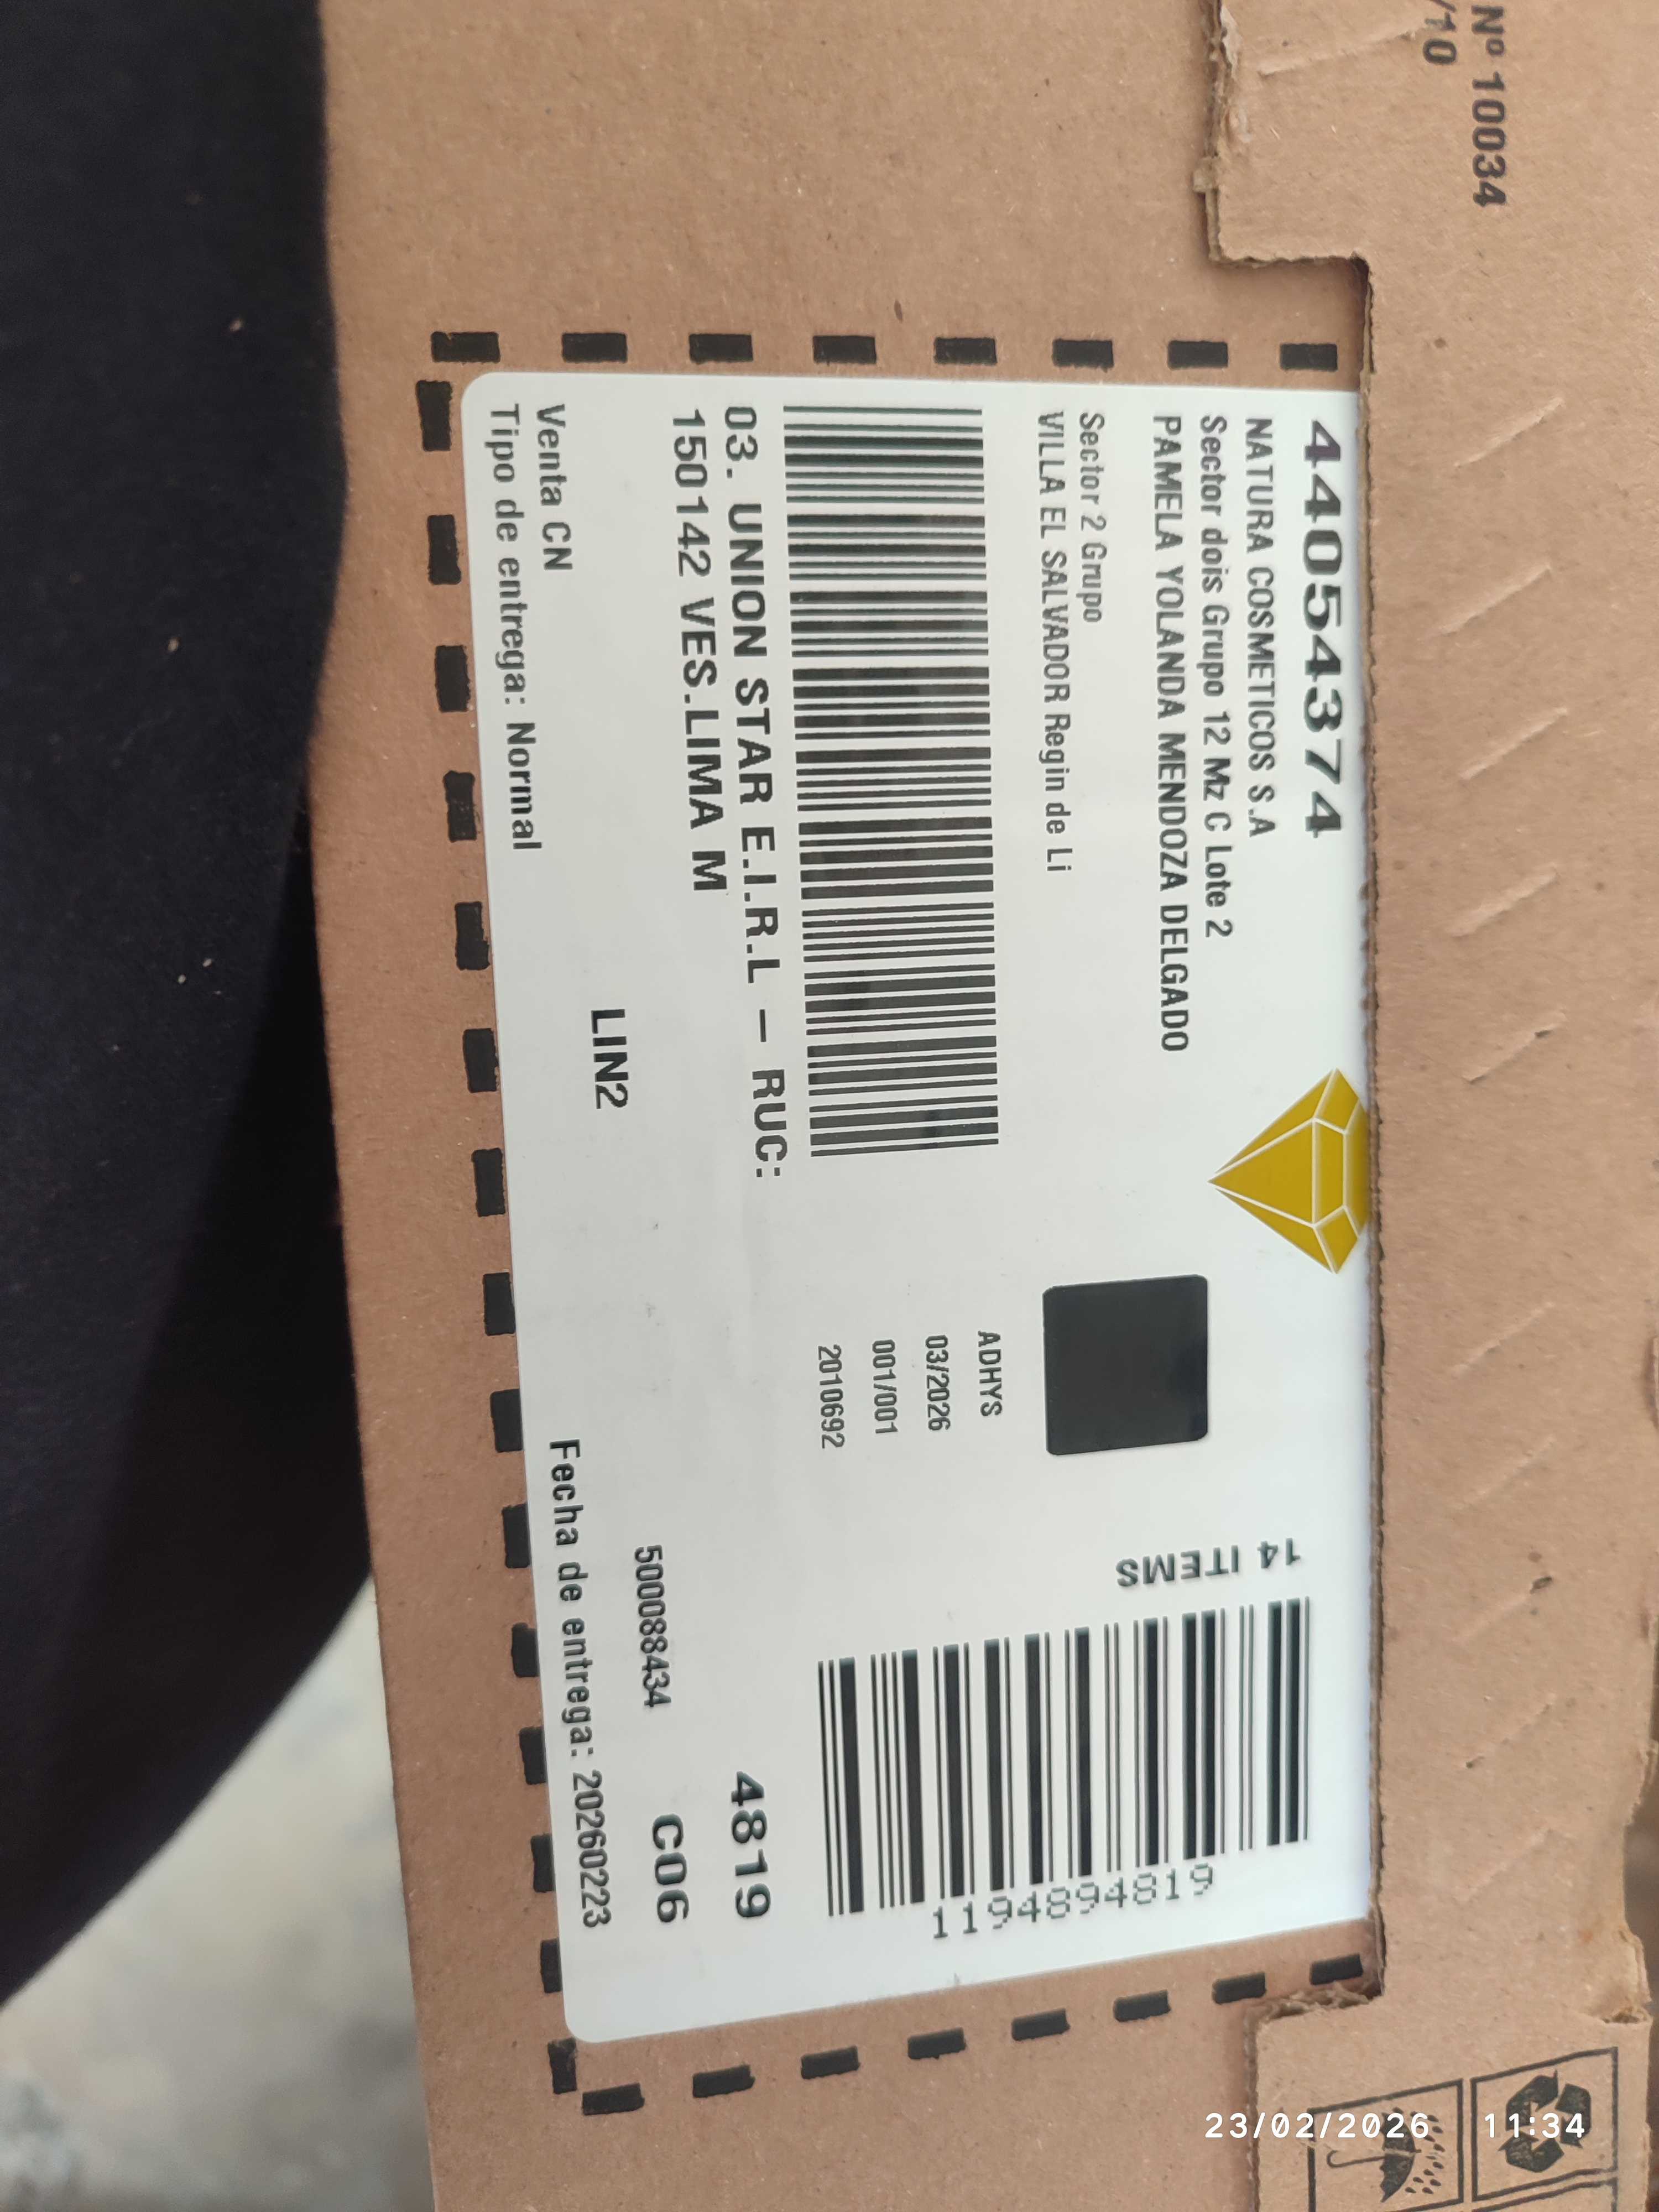 Nº 10034
/10
44054374
NATURA COSMETICOS S.A
Sector dois Grupo 12 Mz C Lote 2
PAMELA YOLANDA MENDOZA DELGADO
Sector 2 Grupo
VILLA EL SALVADOR Regin de Li
03. UNION STAR E.I.R.L – RUC:
150142 VES.LIMA M
LIN2
Venta CN
Tipo de entrega: Normal
ADHYS
03/2026
001/001
2010692
14 ITEMS
1194894819
4819
500088434
C06
Fecha de entrega: 20260223
23/02/2026 11:34